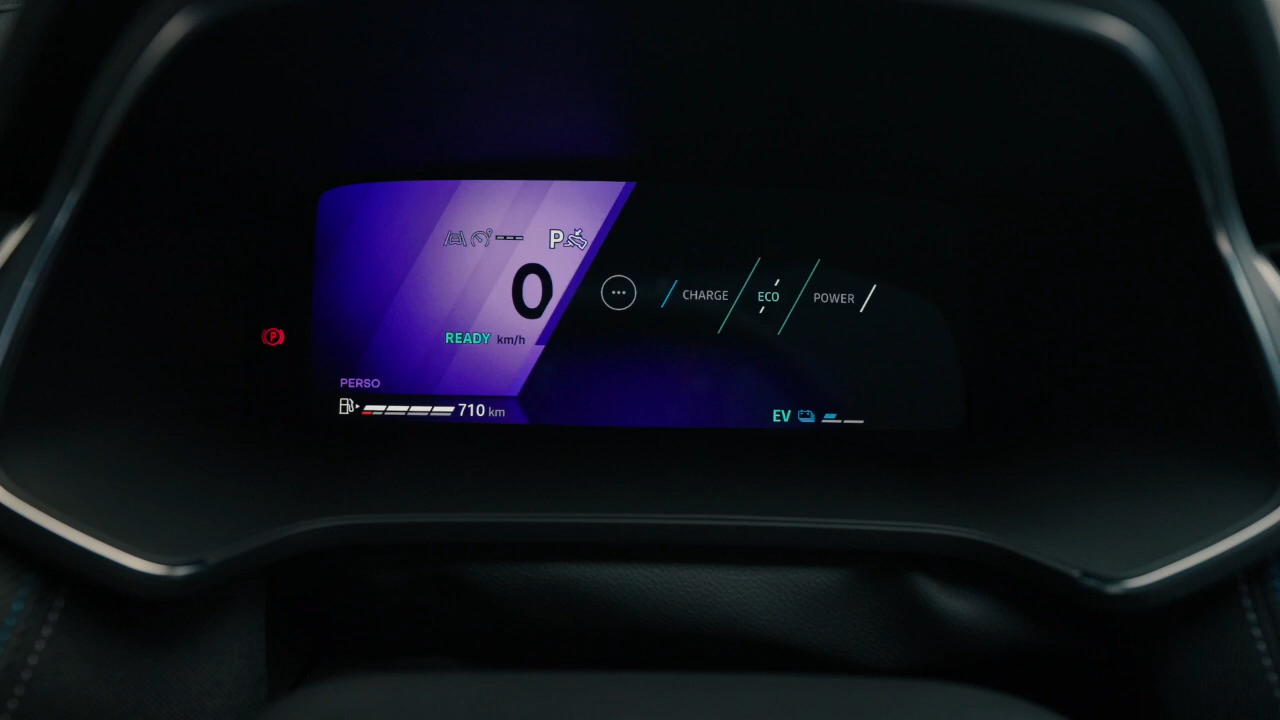 --- P
0
READY km/h
CHARGE ECO POWER
P
PERSO
710 km
EV